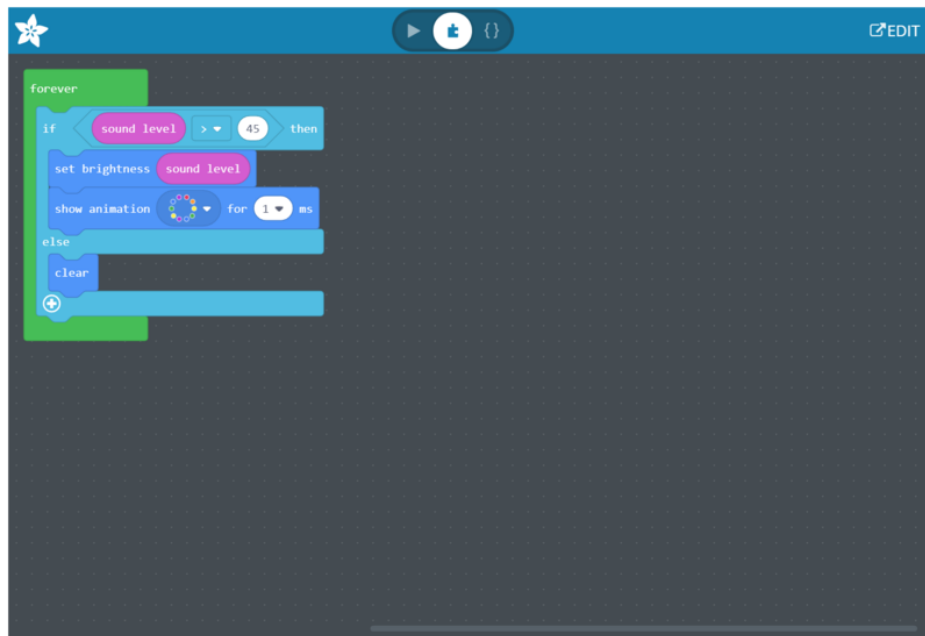 {} EDIT
forever
if sound level > 45 then
set brightness sound level
show animation for 1 ms
else
clear